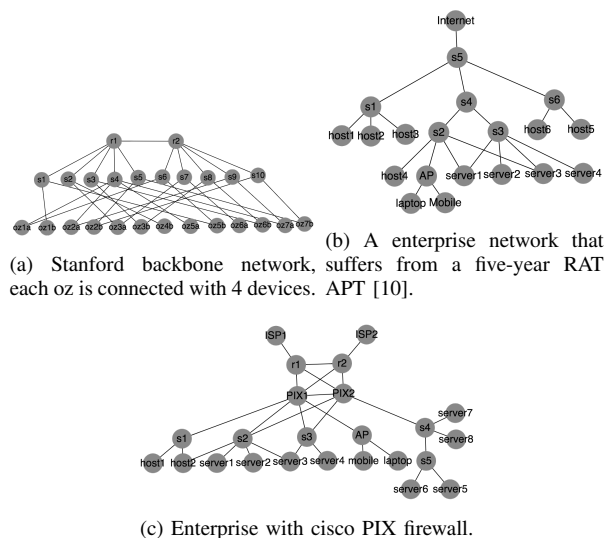 Internet
s5
s1
s4
s6
host1 host2 host3
s2
s3
host6 host5
host4
AP
server1
server2
server3
server4
laptop Mobile
r1
r2
s1 s2 s3 s4 s5 s6 s7 s8 s9 s10
oz1a oz1b oz2a oz2b oz3a oz3b oz4b oz5a oz5b oz6a oz6b oz7a oz7b
(a) Stanford backbone network,
each oz is connected with 4 devices.
(b) A enterprise network that
suffers from a five-year RAT
APT [10].
ISP1
ISP2
r1
r2
PIX1
PIX2
s1
s2
s3
AP
s4
server7
server8
host1 host2 server1 server2 server3 server4 mobile laptop
s5
server6 server5
(c) Enterprise with cisco PIX firewall.